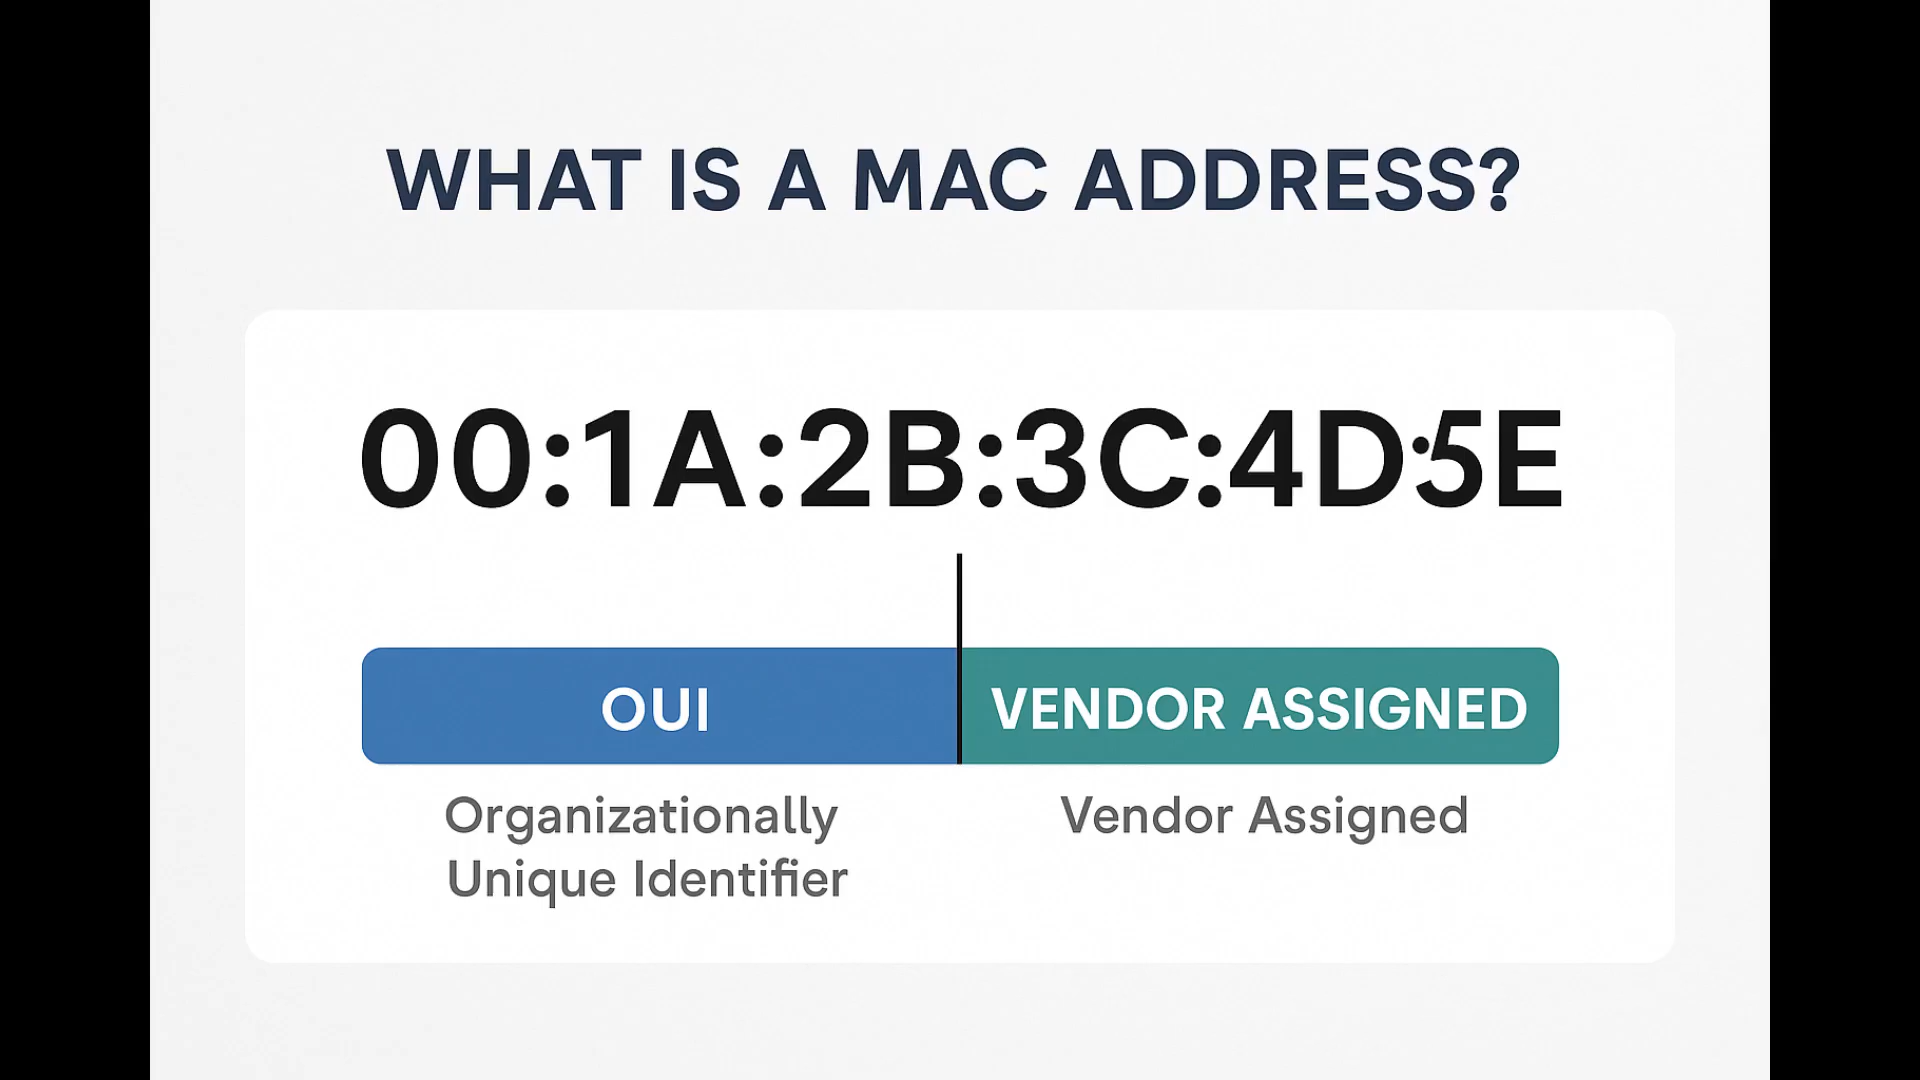 WHAT IS A MAC ADDRESS?
00:1A:2B:3C:4D:5E
OUI
VENDOR ASSIGNED
Organizationally
Unique Identifier
Vendor Assigned